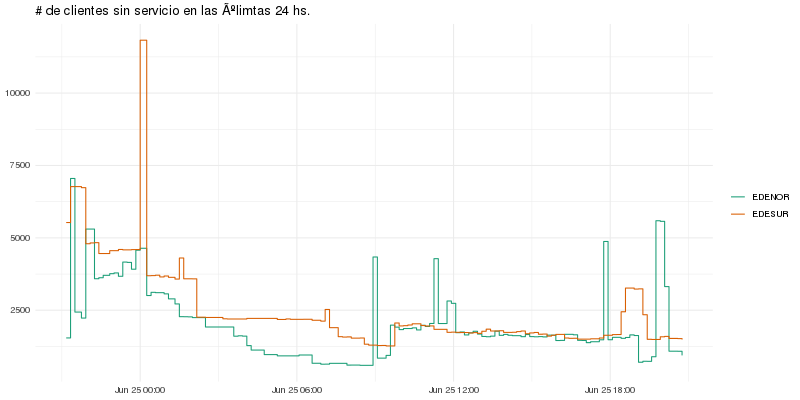 # de clientes sin servicio en las Ãºlimtas 24 hs.
10000
7500
5000
2500
Jun 25 00:00
Jun 25 06:00
Jun 25 12:00
Jun 25 18:00
EDENOR
EDESUR